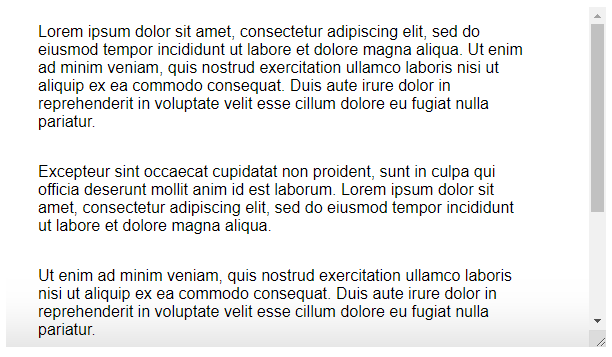 Lorem ipsum dolor sit amet, consectetur adipiscing elit, sed do
eiusmod tempor incididunt ut labore et dolore magna aliqua. Ut enim
ad minim veniam, quis nostrud exercitation ullamco laboris nisi ut
aliquip ex ea commodo consequat. Duis aute irure dolor in
reprehenderit in voluptate velit esse cillum dolore eu fugiat nulla
pariatur.
Excepteur sint occaecat cupidatat non proident, sunt in culpa qui
officia deserunt mollit anim id est laborum. Lorem ipsum dolor sit
amet, consectetur adipiscing elit, sed do eiusmod tempor incididunt
ut labore et dolore magna aliqua.
Ut enim ad minim veniam, quis nostrud exercitation ullamco laboris
nisi ut aliquip ex ea commodo consequat. Duis aute irure dolor in
reprehenderit in voluptate velit esse cillum dolore eu fugiat nulla
pariatur.